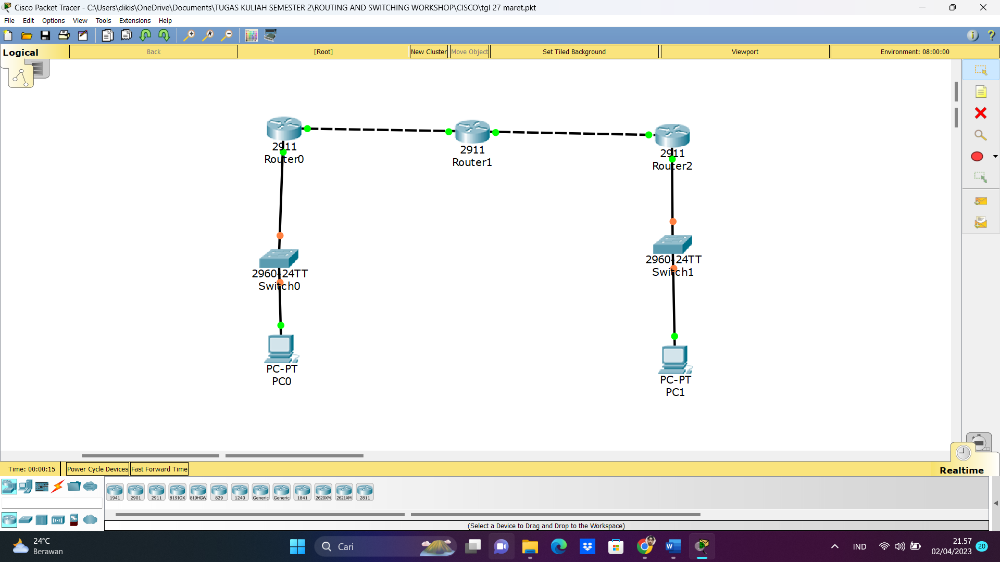 Cisco Packet Tracer - C:\Users\dikis\OneDrive\Documents\TUGAS KULIAH SEMESTER 2\ROUTING AND SWITCHING WORKSHOP\CISCO\tgl 27 maret.pkt
File Edit Options View Tools Extensions Help
Logical Back [Root] New Cluster Move Object Set Tiled Background Viewport Environment: 08:00:00
2911
Router0
2911
Router1
2911
Router2
2960-24TT
Switch0
2960-24TT
Switch1
PC-PT
PC0
PC-PT
PC1
Time: 00:00:15 Power Cycle Devices Fast Forward Time Realtime
1941 2901 2911 819IOX 819HGW 829 1240 Generic Generic 1841 2620XM 2621XM 2811
(Select a Device to Drag and Drop to the Workspace)
24°C
Berawan
Cari
IND
21.57
02/04/2023
20